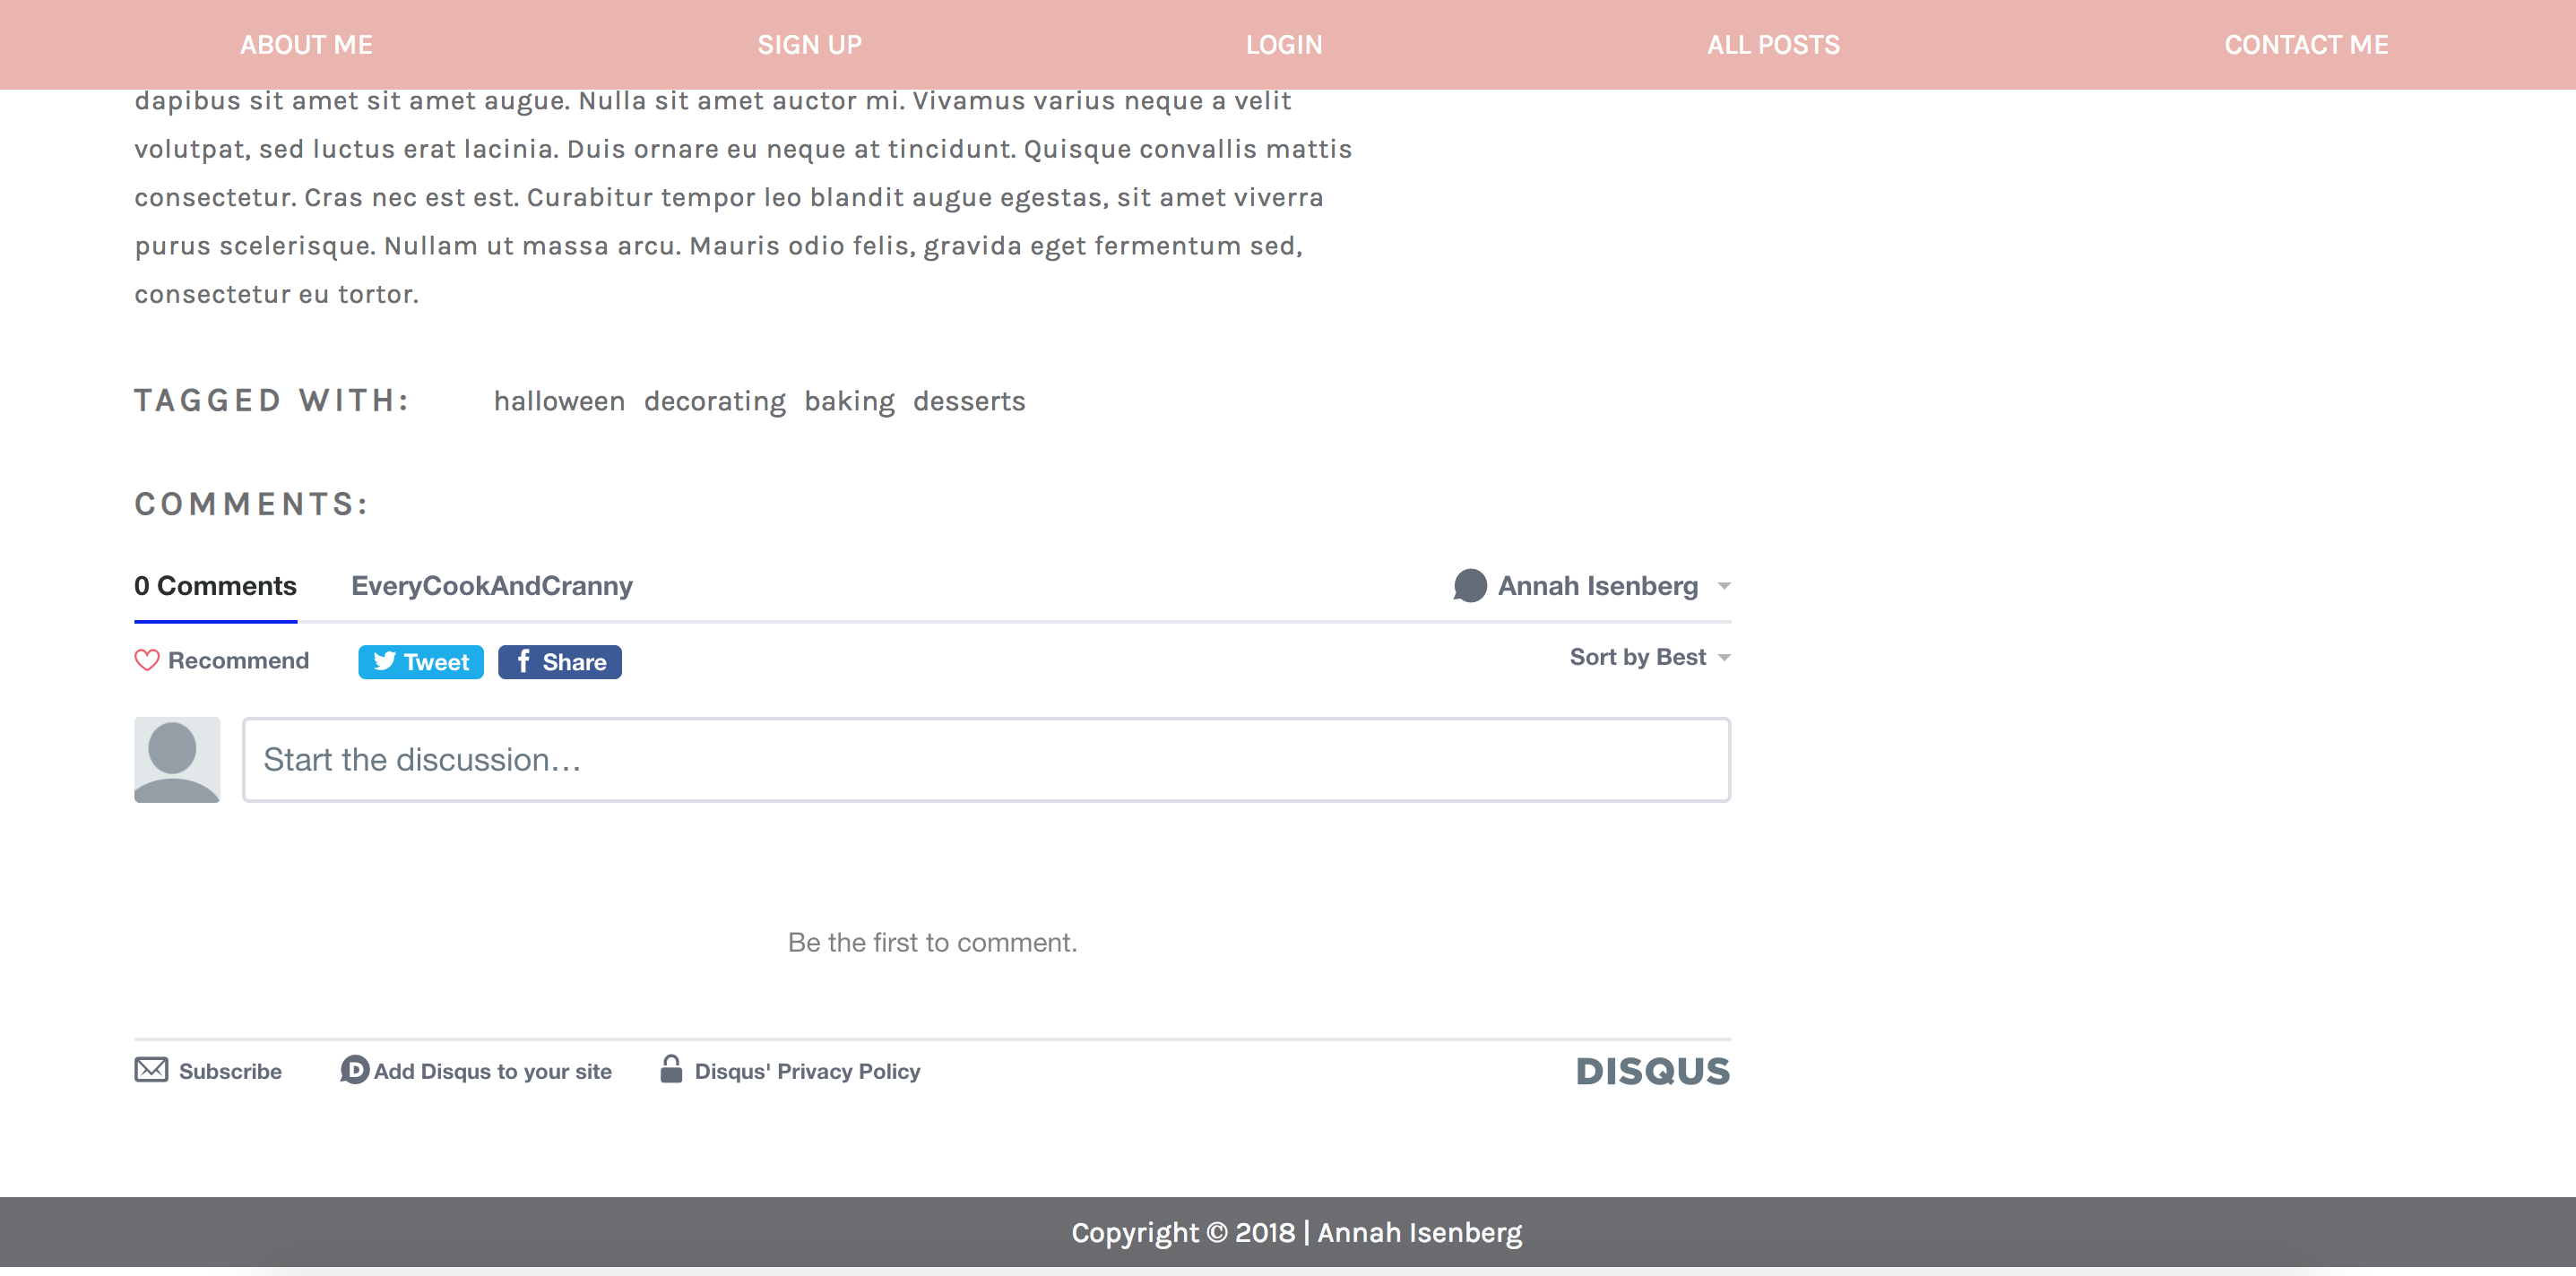 ABOUT ME SIGN UP LOGIN ALL POSTS CONTACT ME
dapibus sit amet sit amet augue. Nulla sit amet auctor mi. Vivamus varius neque a velit
volutpat, sed luctus erat lacinia. Duis ornare eu neque at tincidunt. Quisque convallis mattis
consectetur. Cras nec est est. Curabitur tempor leo blandit augue egestas, sit amet viverra
purus scelerisque. Nullam ut massa arcu. Mauris odio felis, gravida eget fermentum sed,
consectetur eu tortor.
TAGGED WITH: halloween decorating baking desserts
COMMENTS:
0 Comments EveryCookAndCranny Annah Isenberg
Recommend Tweet Share Sort by Best
Start the discussion…
Be the first to comment.
Subscribe Add Disqus to your site Disqus' Privacy Policy DISQUS
Copyright © 2018 | Annah Isenberg